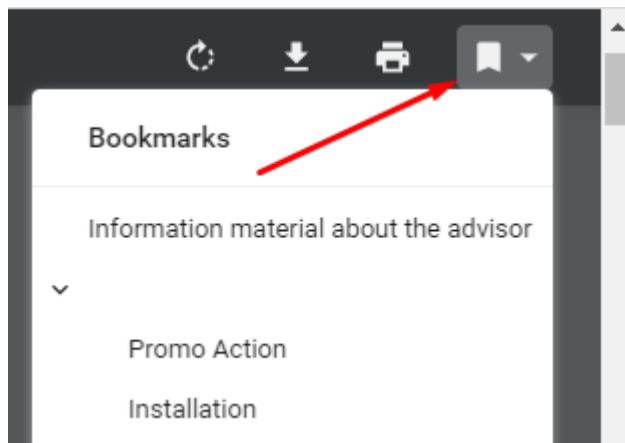 Bookmarks
Information material about the advisor
Promo Action
Installation